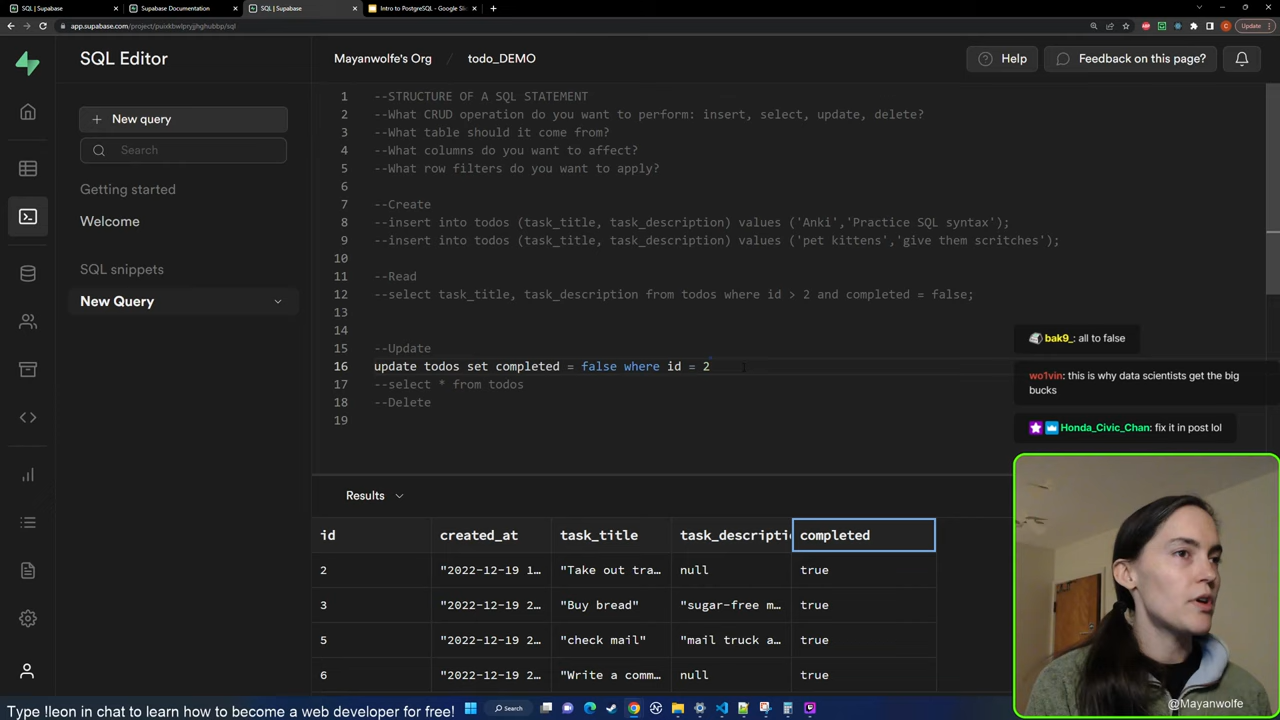 SQL | Supabase
Supabase Documentation
SQL | Supabase
Intro to PostgreSQL - Google Sli
app.supabase.com/project/puixkbwlpryjjhghubbp/sql
Update
SQL Editor
Mayanwolfe's Org
/
todo_DEMO
Help
Feedback on this page?
New query
Search
Getting started
Welcome
SQL snippets
New Query
1 --STRUCTURE OF A SQL STATEMENT
2 --What CRUD operation do you want to perform: insert, select, update, delete?
3 --What table should it come from?
4 --What columns do you want to affect?
5 --What row filters do you want to apply?
6
7 --Create
8 --insert into todos (task_title, task_description) values ('Anki','Practice SQL syntax');
9 --insert into todos (task_title, task_description) values ('pet kittens','give them scritches');
10
11 --Read
12 --select task_title, task_description from todos where id > 2 and completed = false;
13
14
15 --Update
16 update todos set completed = false where id = 2
17 --select * from todos
18 --Delete
19
bak9_: all to false
wo1vin: this is why data scientists get the big
bucks
Honda_Civic_Chan: fix it in post lol
Results
id created_at task_title task_descripti completed
2 "2022-12-19 1… "Take out tra… null true
3 "2022-12-19 2… "Buy bread" "sugar-free m… true
5 "2022-12-19 2… "check mail" "mail truck a… true
6 "2022-12-19 2… "Write a comm… null true
Type !leon in chat to learn how to become a web developer for free!
@Mayanwolfe